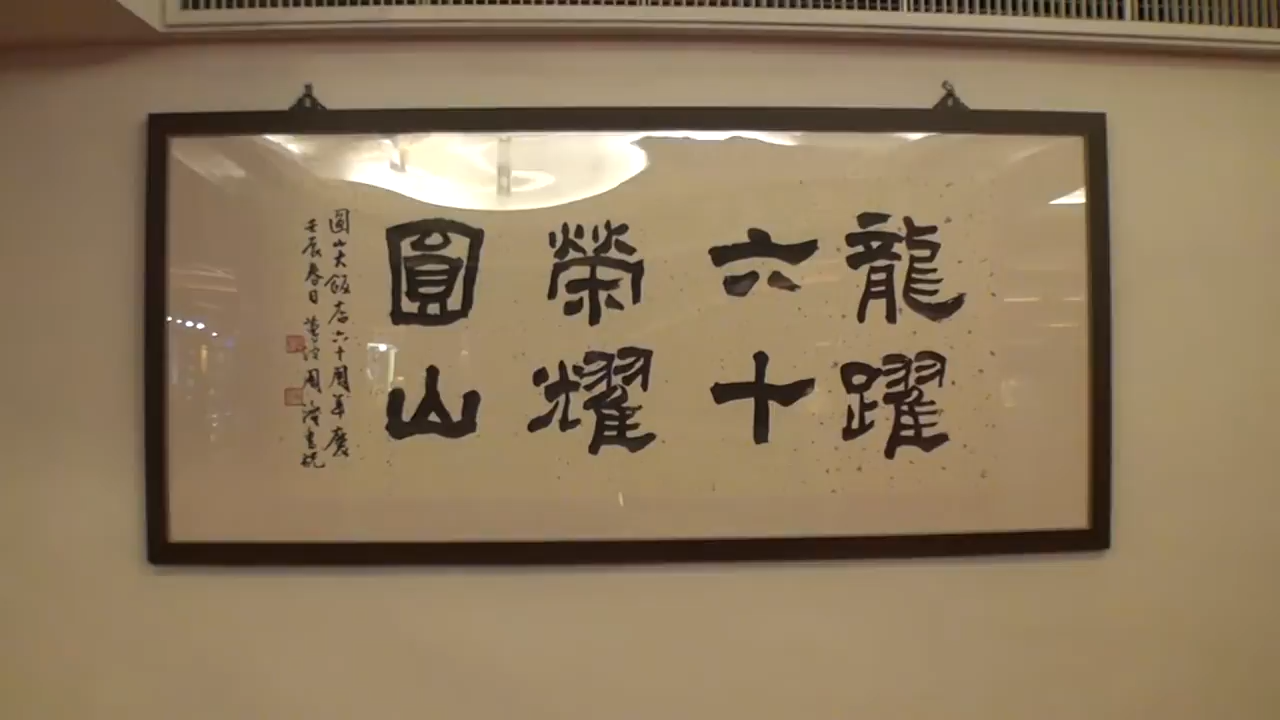 龍躍
六十
榮耀
圓山
圓山大飯店六十周年慶
壬辰春日